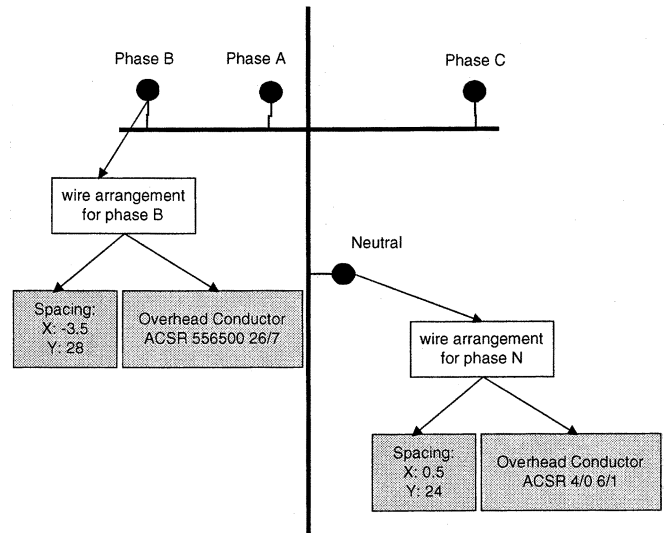 Phase B
Phase A
Phase C
wire arrangement
for phase B
Neutral
Spacing:
X: -3.5
Y: 28
Overhead Conductor
ACSR 556500 26/7
wire arrangement
for phase N
Spacing:
X: 0.5
Y: 24
Overhead Conductor
ACSR 4/0 6/1